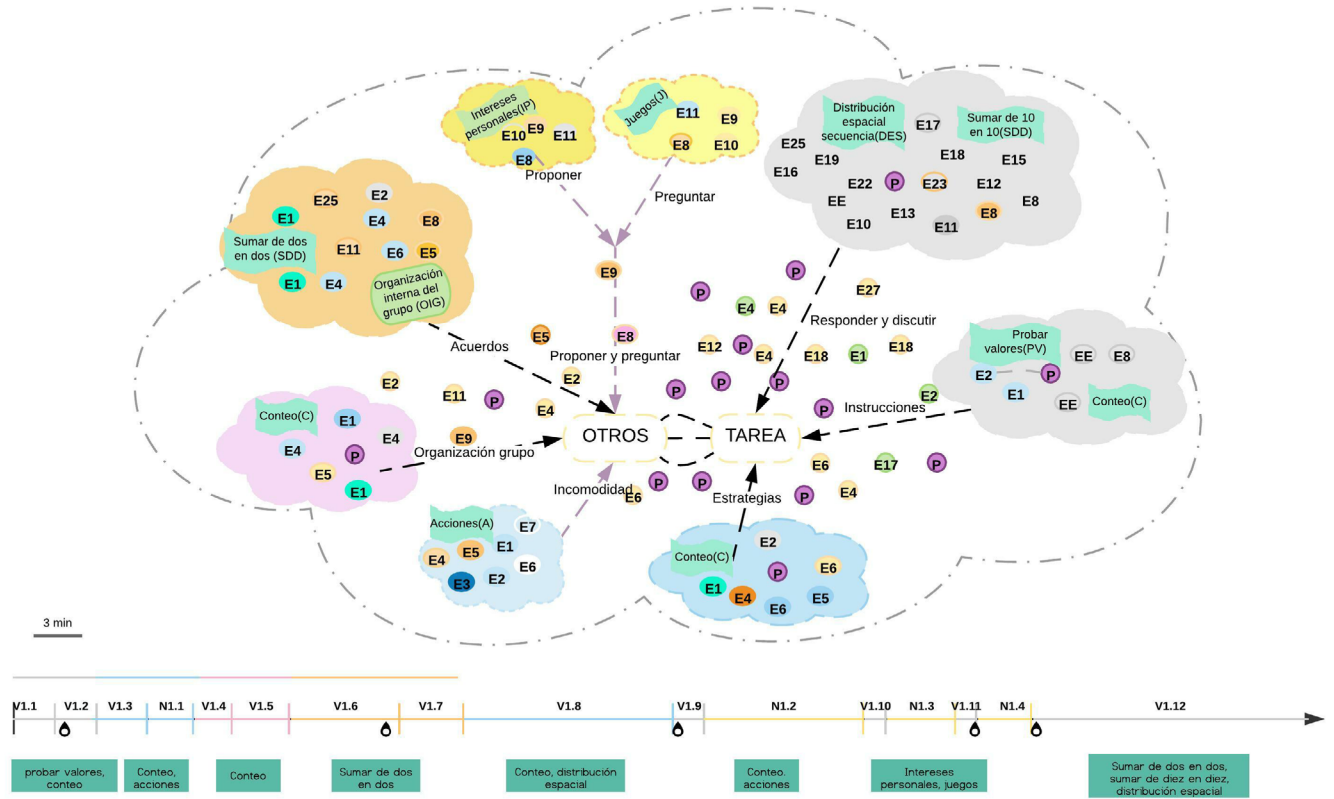 Intereses
personales(IP)
E10
E9
E11
E8
Proponer
Juegos(J)
E11
E9
E8
E10
Preguntar
Distribución
espacial
secuencia(DES)
E17
Sumar de 10
en 10(SDD)
E25
E16
E19
E18
E15
E22
P
E23
E12
EE
E13
E8
E8
E10
E11
E25
E2
E1
E4
E8
Sumar de dos
en dos (SDD)
E11
E6
E5
E1
E4
Organización
interna del
grupo (OIG)
Acuerdos
E9
E5
E8
Proponer y preguntar
E2
E2
E11
P
E4
E9
P
P
E27
E4
E4
Responder y discutir
E12
P
E4
E18
E1
E18
P
P
P
P
Instrucciones
E2
Probar
valores(PV)
EE
E8
E2
P
E1
EE
Conteo(C)
Conteo(C)
E1
E4
E4
P
E5
E1
Organización grupo
OTROS
TAREA
E6
E17
P
P
P
P
E4
Incomodidad
E6
Estrategias
Acciones(A)
E7
E1
E4
E5
E6
E3
E2
Conteo(C)
E2
P
E6
E1
E4
E6
E5
3 min
V1.1
V1.2
V1.3
N1.1
V1.4
V1.5
V1.6
V1.7
V1.8
V1.9
N1.2
V1.10
N1.3
V1.11
N1.4
V1.12
probar valores,
conteo
Conteo,
acciones
Conteo
Sumar de dos
en dos
Conteo, distribución
espacial
Conteo.
acciones
Intereses
personales, juegos
Sumar de dos en dos,
sumar de diez en diez,
distribución espacial